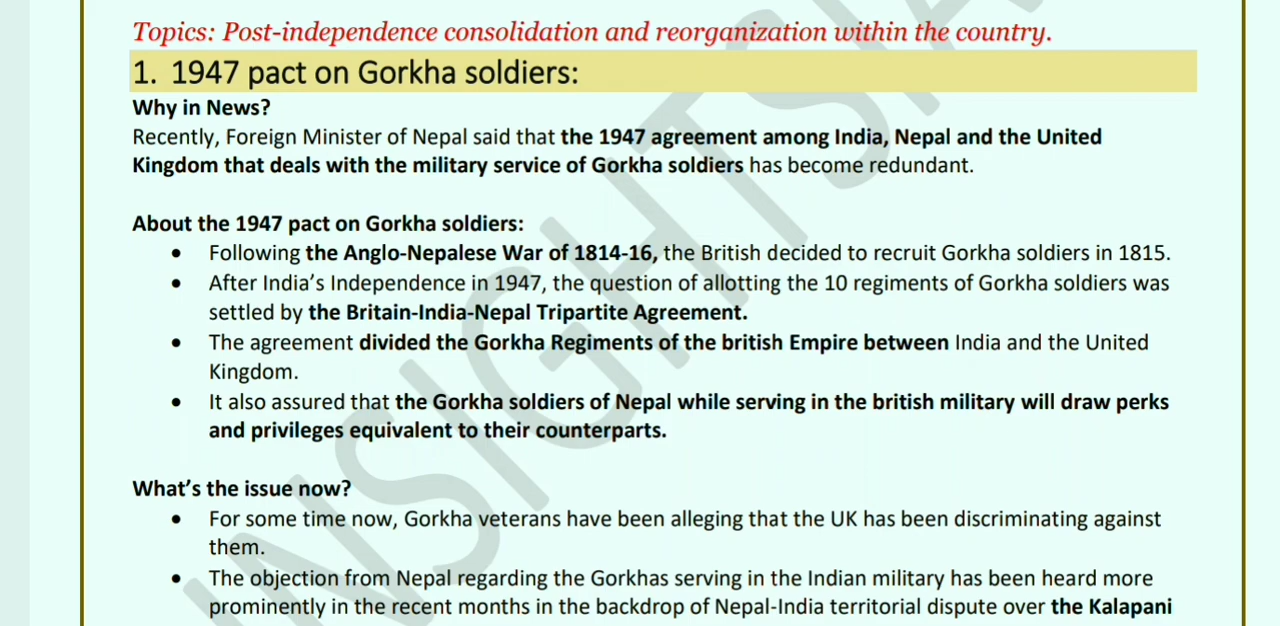 Topics: Post-independence consolidation and reorganization within the country.
1. 1947 pact on Gorkha soldiers:
Why in News?
Recently, Foreign Minister of Nepal said that the 1947 agreement among India, Nepal and the United
Kingdom that deals with the military service of Gorkha soldiers has become redundant.
About the 1947 pact on Gorkha soldiers:
• Following the Anglo-Nepalese War of 1814-16, the British decided to recruit Gorkha soldiers in 1815.
• After India’s Independence in 1947, the question of allotting the 10 regiments of Gorkha soldiers was
settled by the Britain-India-Nepal Tripartite Agreement.
• The agreement divided the Gorkha Regiments of the british Empire between India and the United
Kingdom.
• It also assured that the Gorkha soldiers of Nepal while serving in the british military will draw perks
and privileges equivalent to their counterparts.
What’s the issue now?
• For some time now, Gorkha veterans have been alleging that the UK has been discriminating against
them.
• The objection from Nepal regarding the Gorkhas serving in the Indian military has been heard more
prominently in the recent months in the backdrop of Nepal-India territorial dispute over the Kalapani
INSIGHTSIA